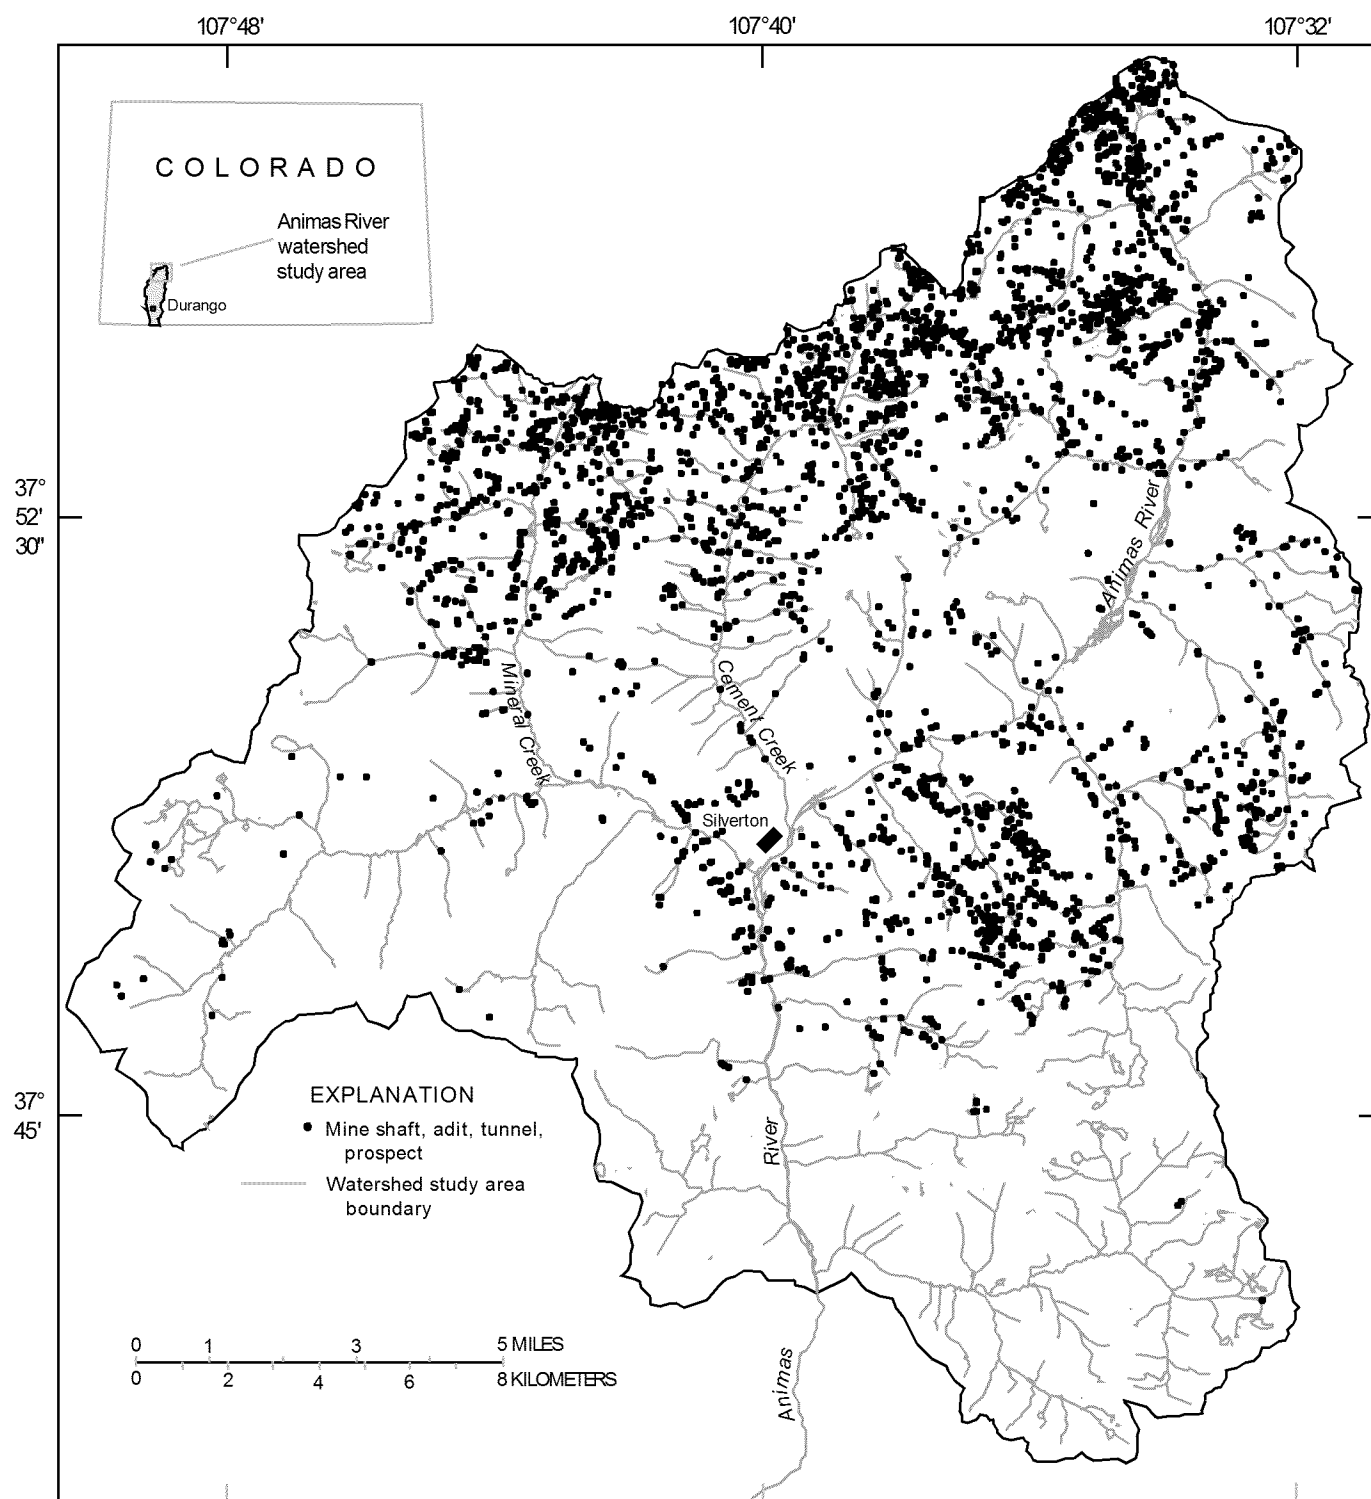 107°48' 107°40' 107°32'
COLORADO
Animas River
watershed
study area
Durango
37°
52'
30"
Animas River
Mineral Creek
Cement Creek
Silverton
EXPLANATION
Mine shaft, adit, tunnel,
prospect
Watershed study area
boundary
37°
45'
River
0 1 3 5 MILES
0 2 4 6 8 KILOMETERS
Animas